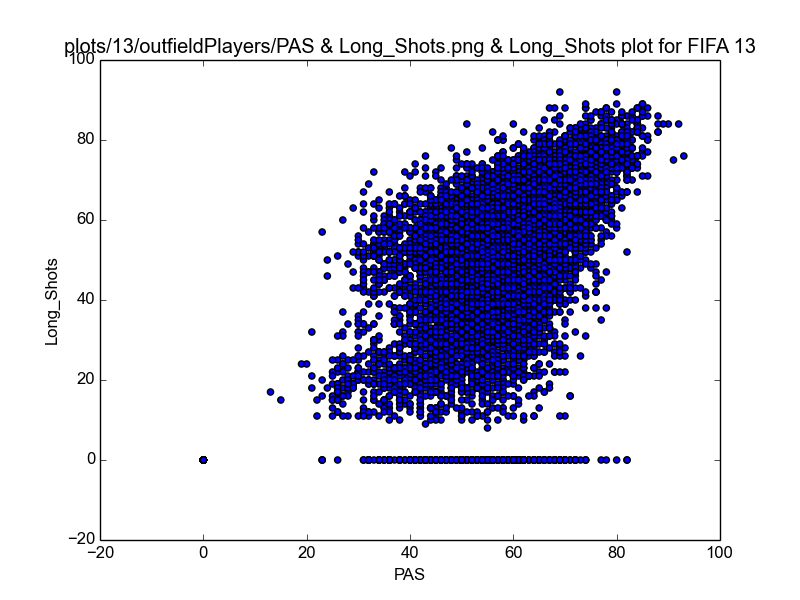 plots/13/outfieldPlayers/PAS & Long_Shots.png & Long_Shots plot for FIFA 13
100
80
60
40
20
0
−20
Long_Shots
−20 0 20 40 60 80 100
PAS